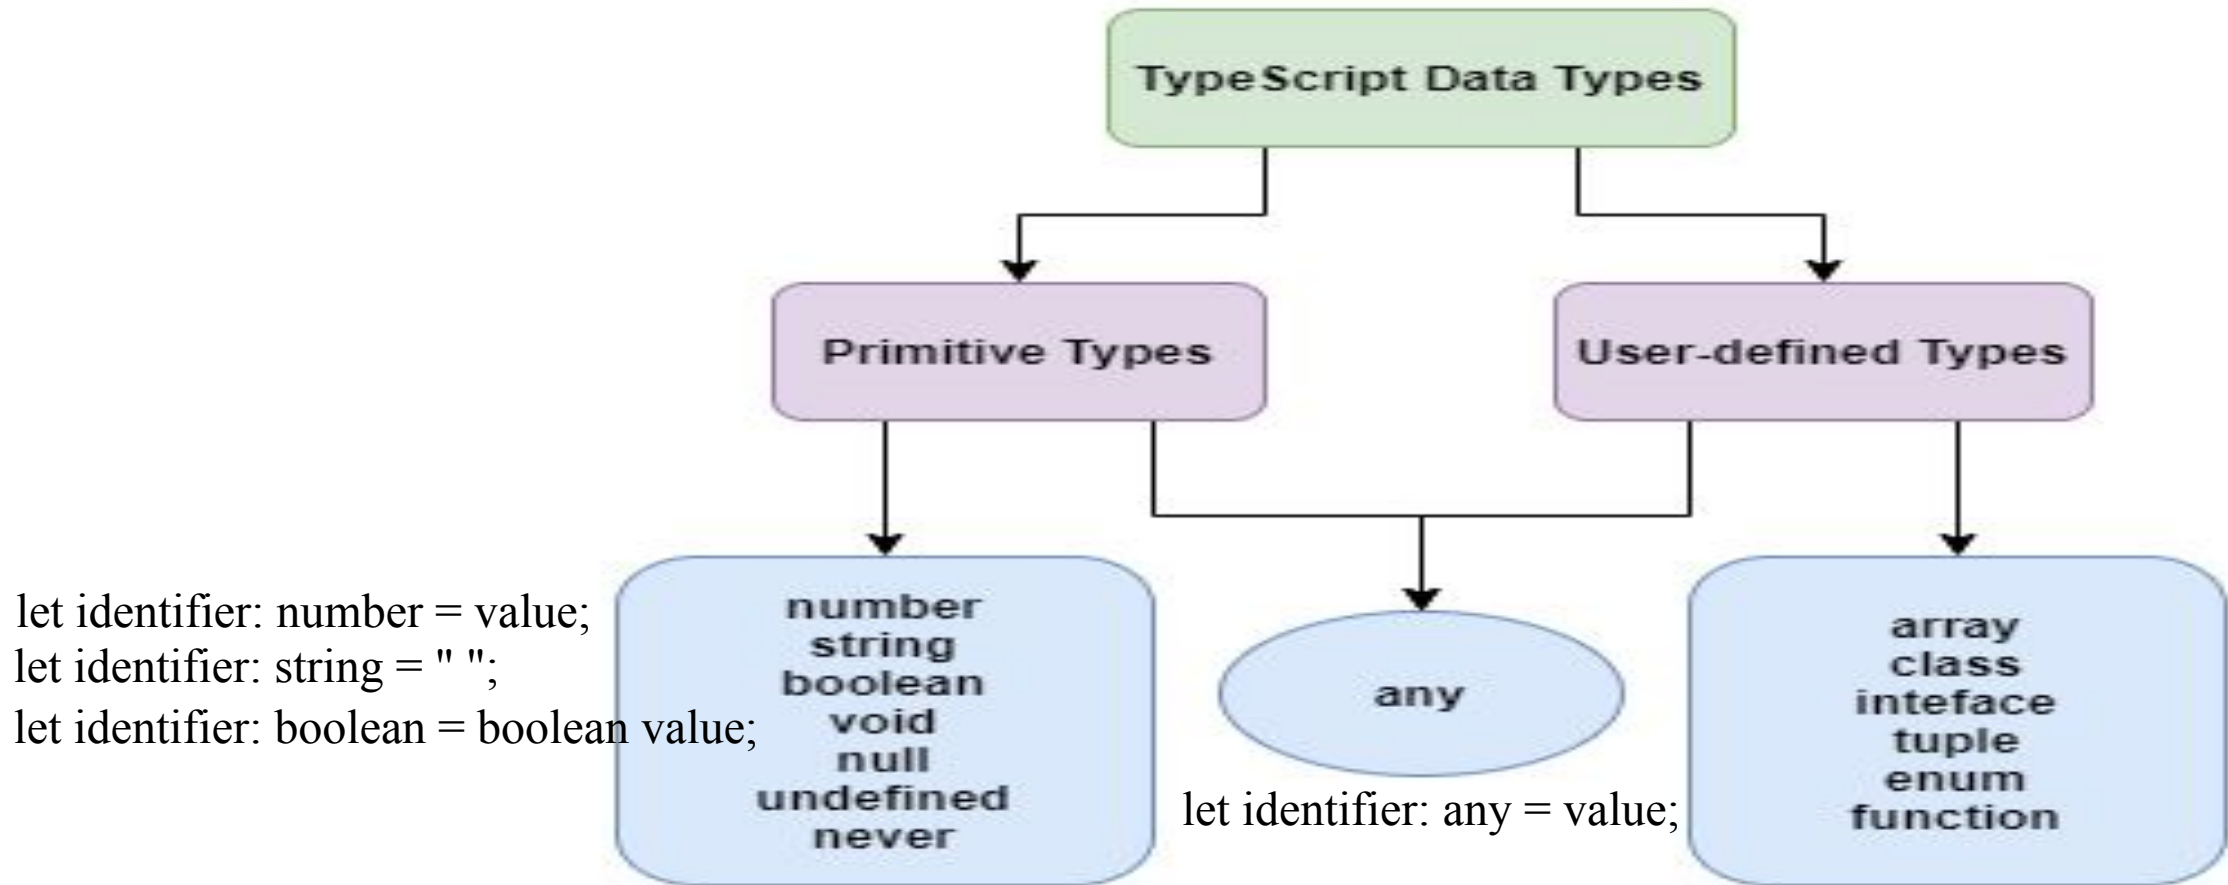 TypeScript Data Types
Primitive Types
User-defined Types
let identifier: number = value;
let identifier: string = " ";
let identifier: boolean = boolean value;
number
string
boolean
void
null
undefined
never
any
let identifier: any = value;
array
class
inteface
tuple
enum
function